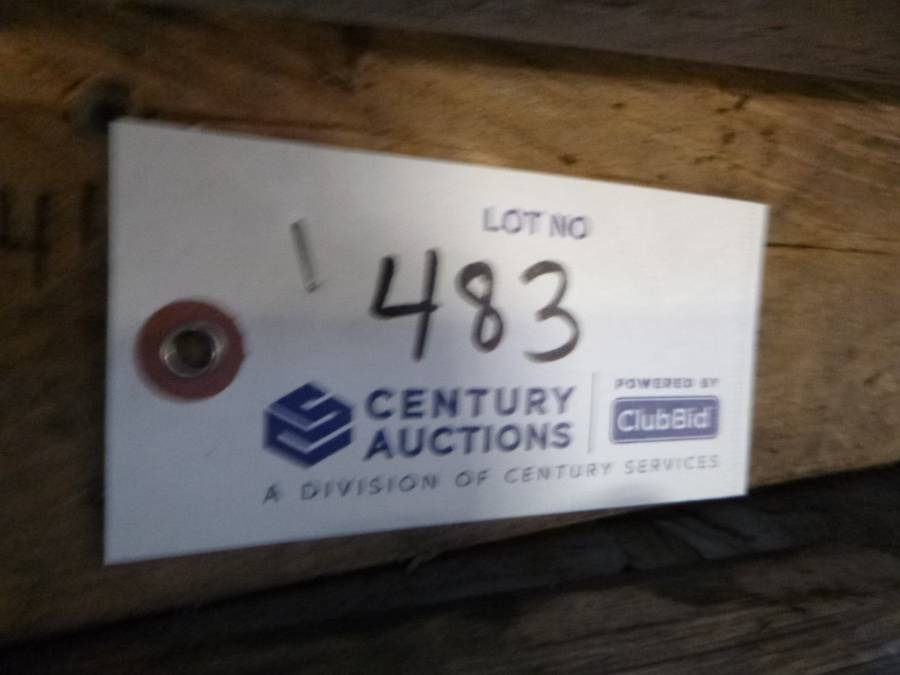 LOT NO
483
CENTURY
AUCTIONS
POWERED BY
ClubBid
A DIVISION OF CENTURY SERVICES